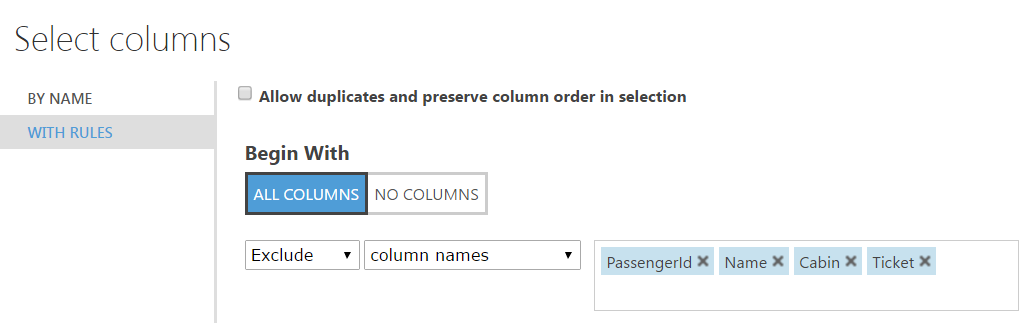 Select columns
BY NAME
WITH RULES
Allow duplicates and preserve column order in selection
Begin With
ALL COLUMNS NO COLUMNS
Exclude column names PassengerId Name Cabin Ticket